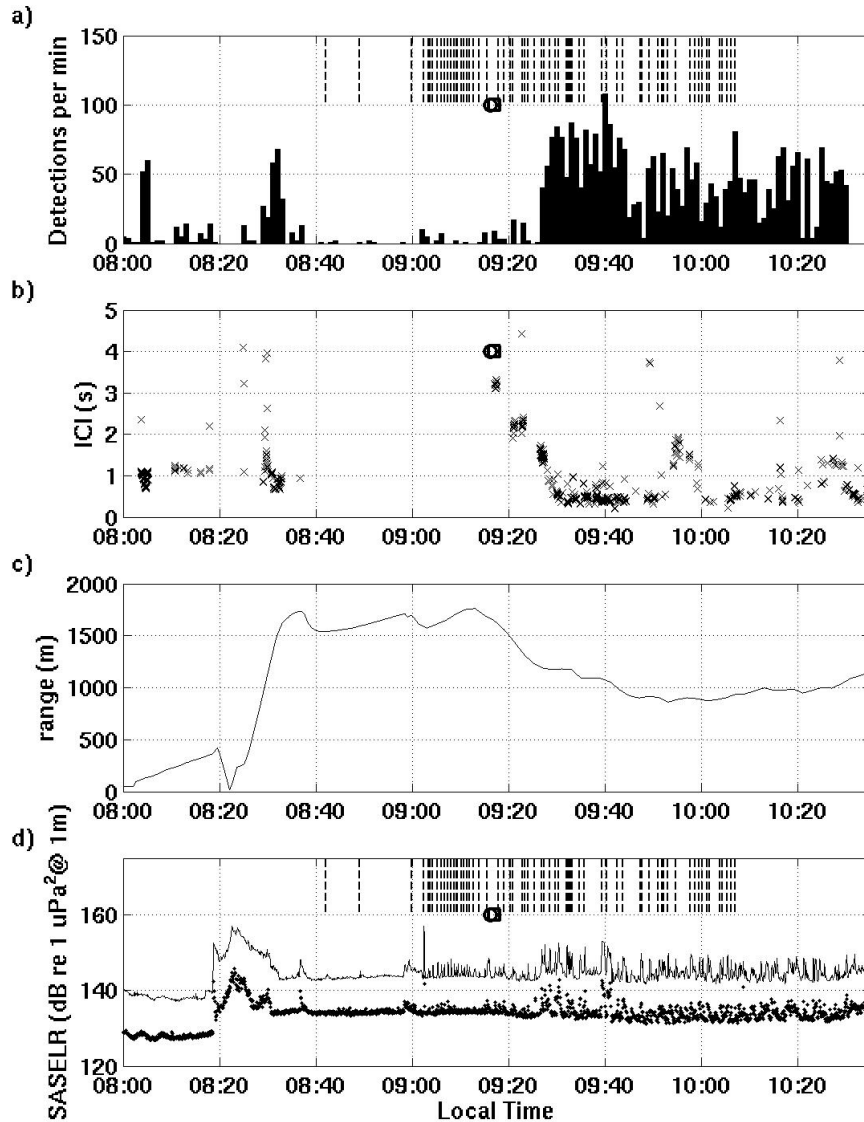 a)
150
100
50
0
Detections per min
08:00 08:20 08:40 09:00 09:20 09:40 10:00 10:20
b)
5
4
3
2
1
0
ICI (s)
08:00 08:20 08:40 09:00 09:20 09:40 10:00 10:20
c)
2000
1500
1000
500
0
range (m)
08:00 08:20 08:40 09:00 09:20 09:40 10:00 10:20
d)
160
140
120
SASELR (dB re 1 uPa²@ 1m)
08:00 08:20 08:40 09:00 09:20 09:40 10:00 10:20
Local Time